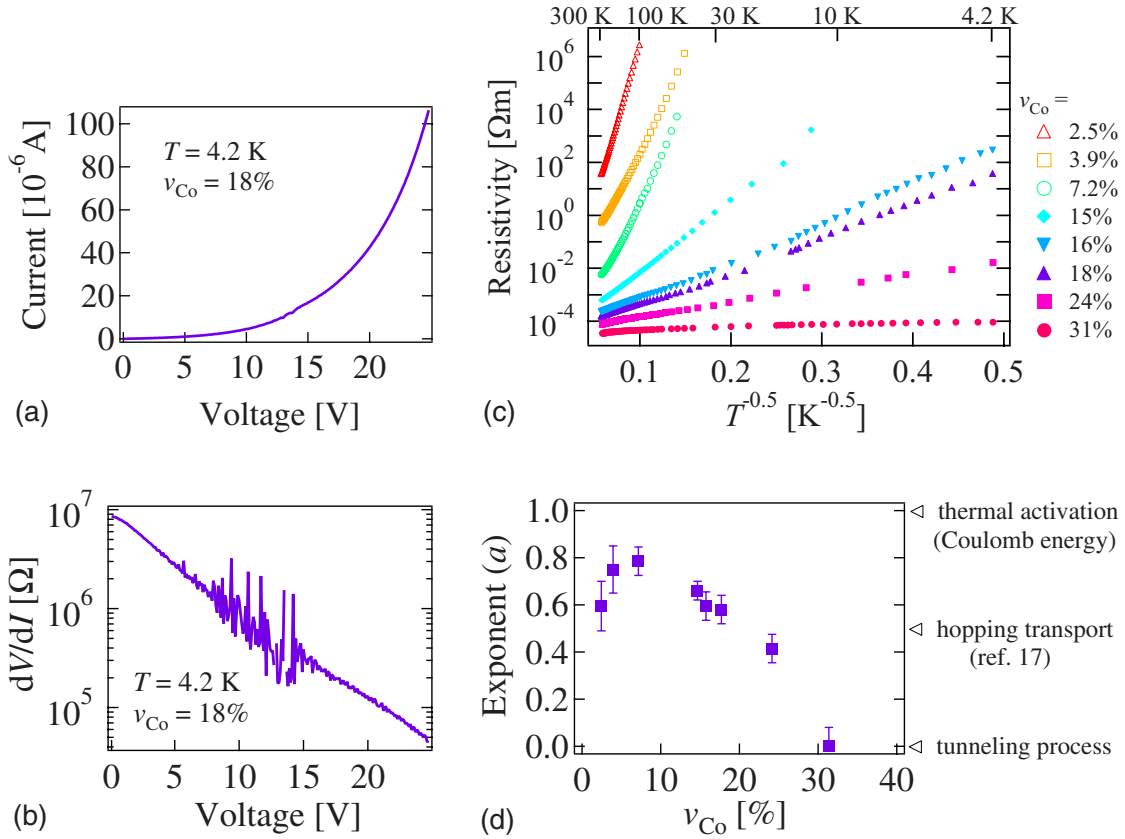 100
80
60
40
20
0
Current [10⁻⁶ A]
T = 4.2 K
v_Co = 18%
0 5 10 15 20
Voltage [V]
(a)
300 K 100 K 30 K 10 K 4.2 K
10⁶
10⁴
10²
10⁰
10⁻²
10⁻⁴
Resistivity [Ωm]
0.1 0.2 0.3 0.4 0.5
T^-0.5 [K^-0.5]
(c)
v_Co =
2.5%
3.9%
7.2%
15%
16%
18%
24%
31%
10⁷
10⁶
10⁵
dV/dI [Ω]
T = 4.2 K
v_Co = 18%
0 5 10 15 20
Voltage [V]
(b)
1.0
0.8
0.6
0.4
0.2
0.0
Exponent (a)
0 10 20 30 40
v_Co [%]
(d)
thermal activation
(Coulomb energy)
hopping transport
(ref. 17)
tunneling process